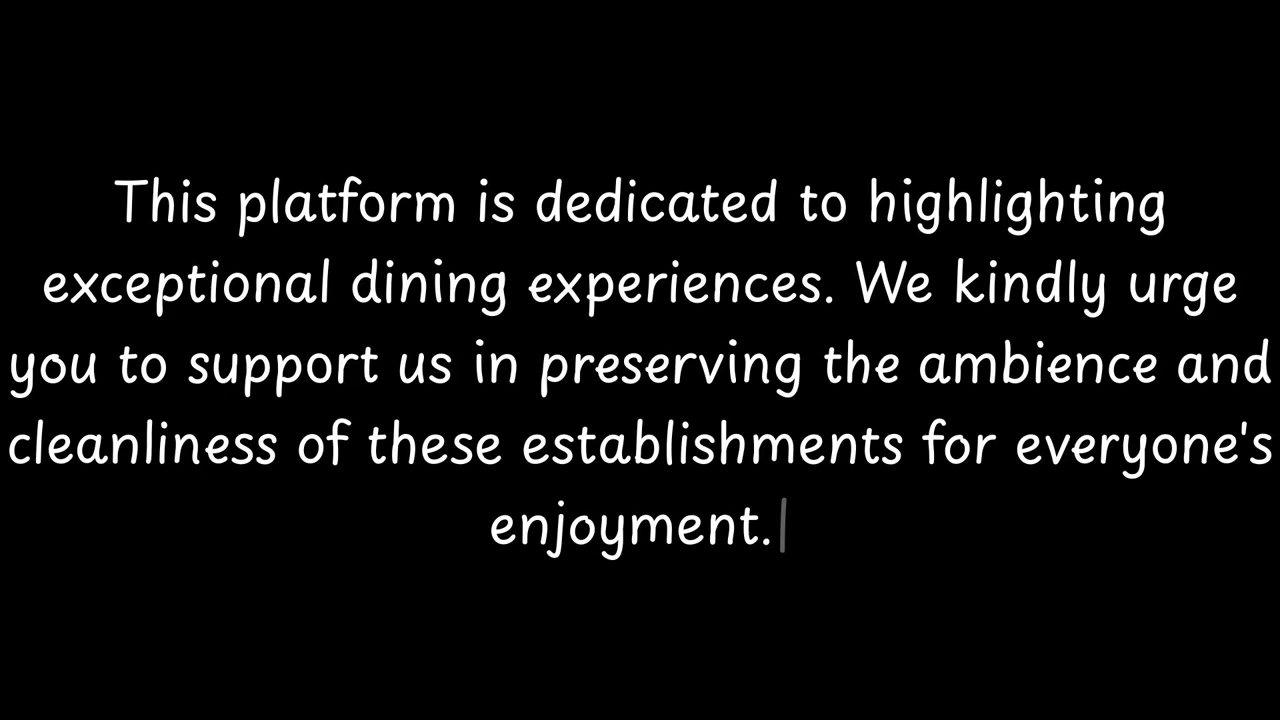 This platform is dedicated to highlighting
exceptional dining experiences. We kindly urge
you to support us in preserving the ambience and
cleanliness of these establishments for everyone's
enjoyment.